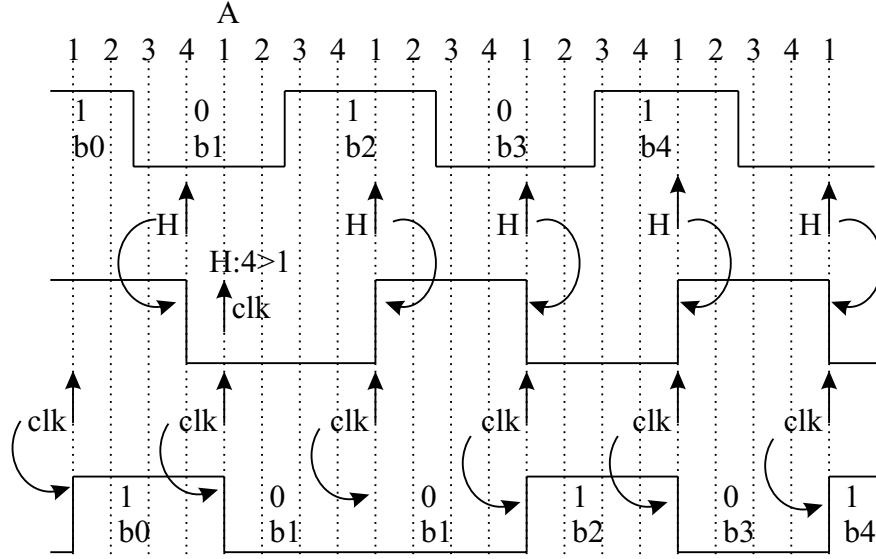 A
1 2 3 4 1 2 3 4 1 2 3 4 1 2 3 4 1 2 3 4 1
1 0 1 0 1
b0 b1 b2 b3 b4
H H H H H
H:4>1
clk
clk clk clk clk clk clk
1 0 0 1 0 1
b0 b1 b1 b2 b3 b4